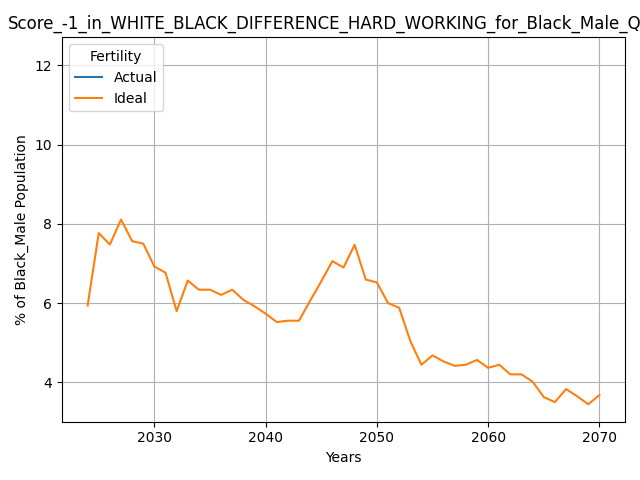 Score_-1_in_WHITE_BLACK_DIFFERENCE_HARD_WORKING_for_Black_Male_Q
Fertility
Actual
Ideal
12
10
8
6
4
% of Black_Male Population
2030 2040 2050 2060 2070
Years